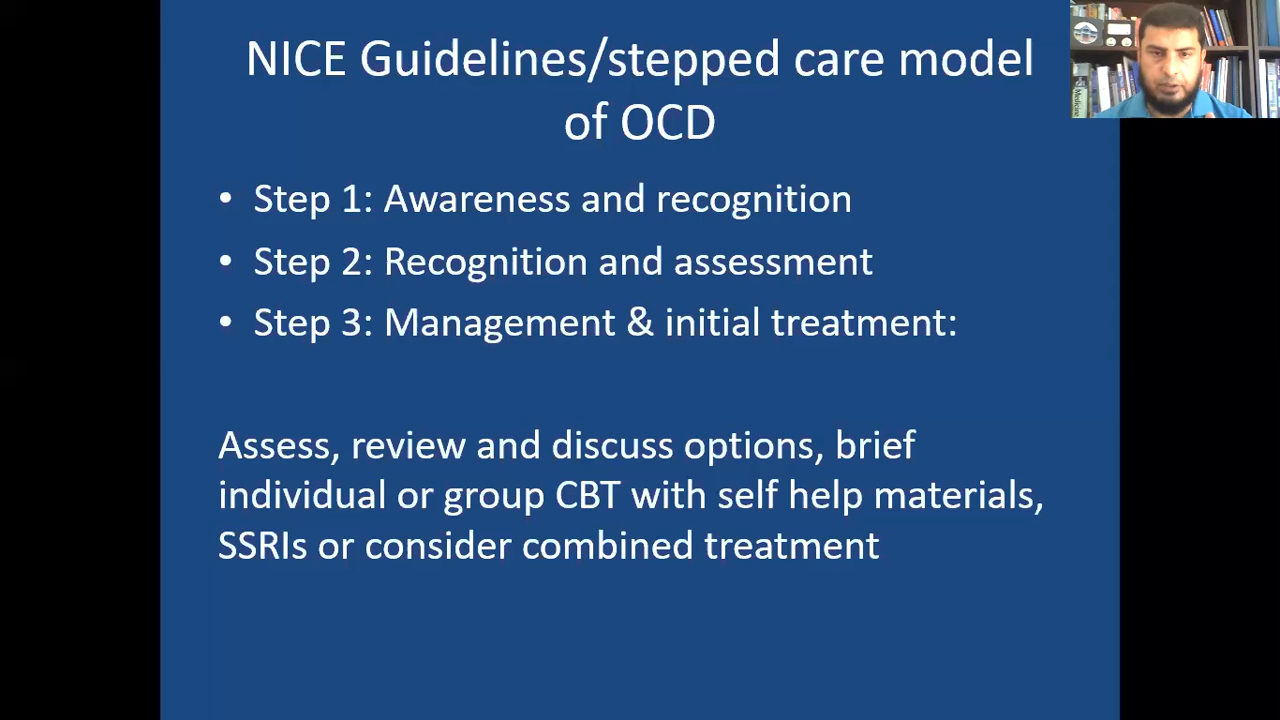 NICE Guidelines/stepped care model
of OCD
• Step 1: Awareness and recognition
• Step 2: Recognition and assessment
• Step 3: Management & initial treatment:
Assess, review and discuss options, brief
individual or group CBT with self help materials,
SSRIs or consider combined treatment
Medicine